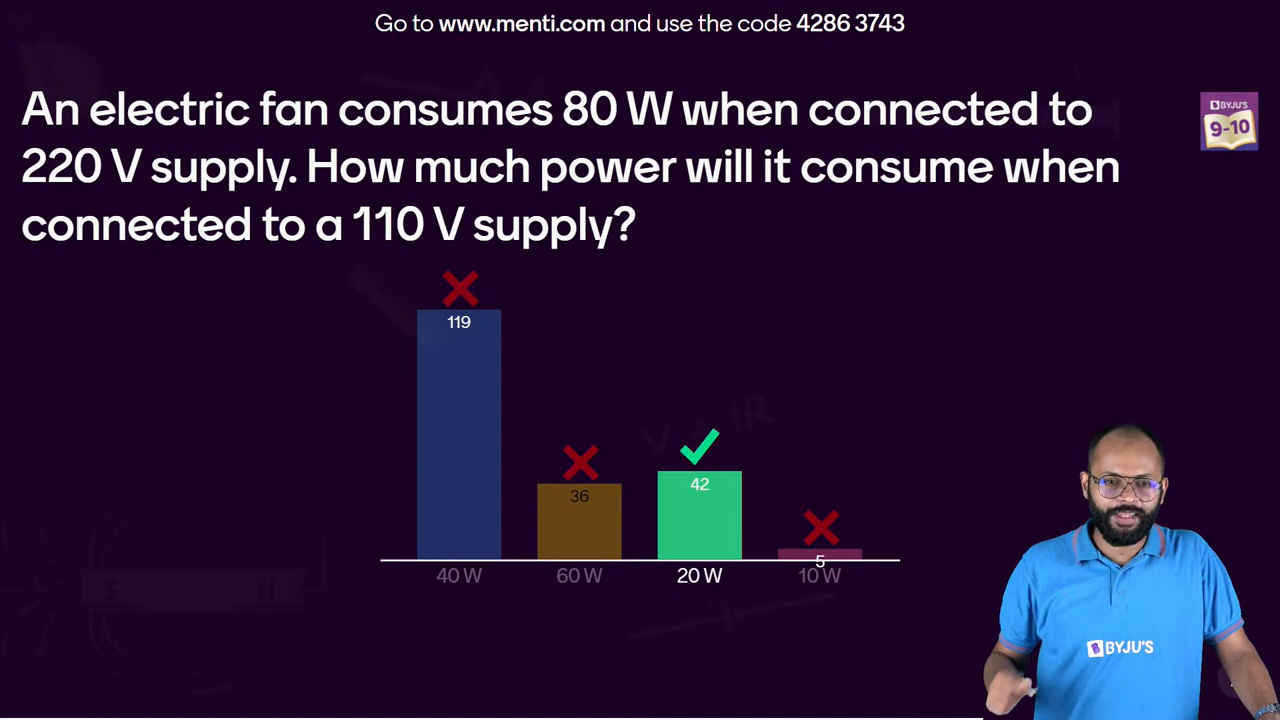 Go to www.menti.com and use the code 4286 3743
An electric fan consumes 80 W when connected to
220 V supply. How much power will it consume when
connected to a 110 V supply?
BYJU'S
9-10
119
36
42
5
40 W
60 W
20 W
10 W
V = IR
S
N
BYJU'S